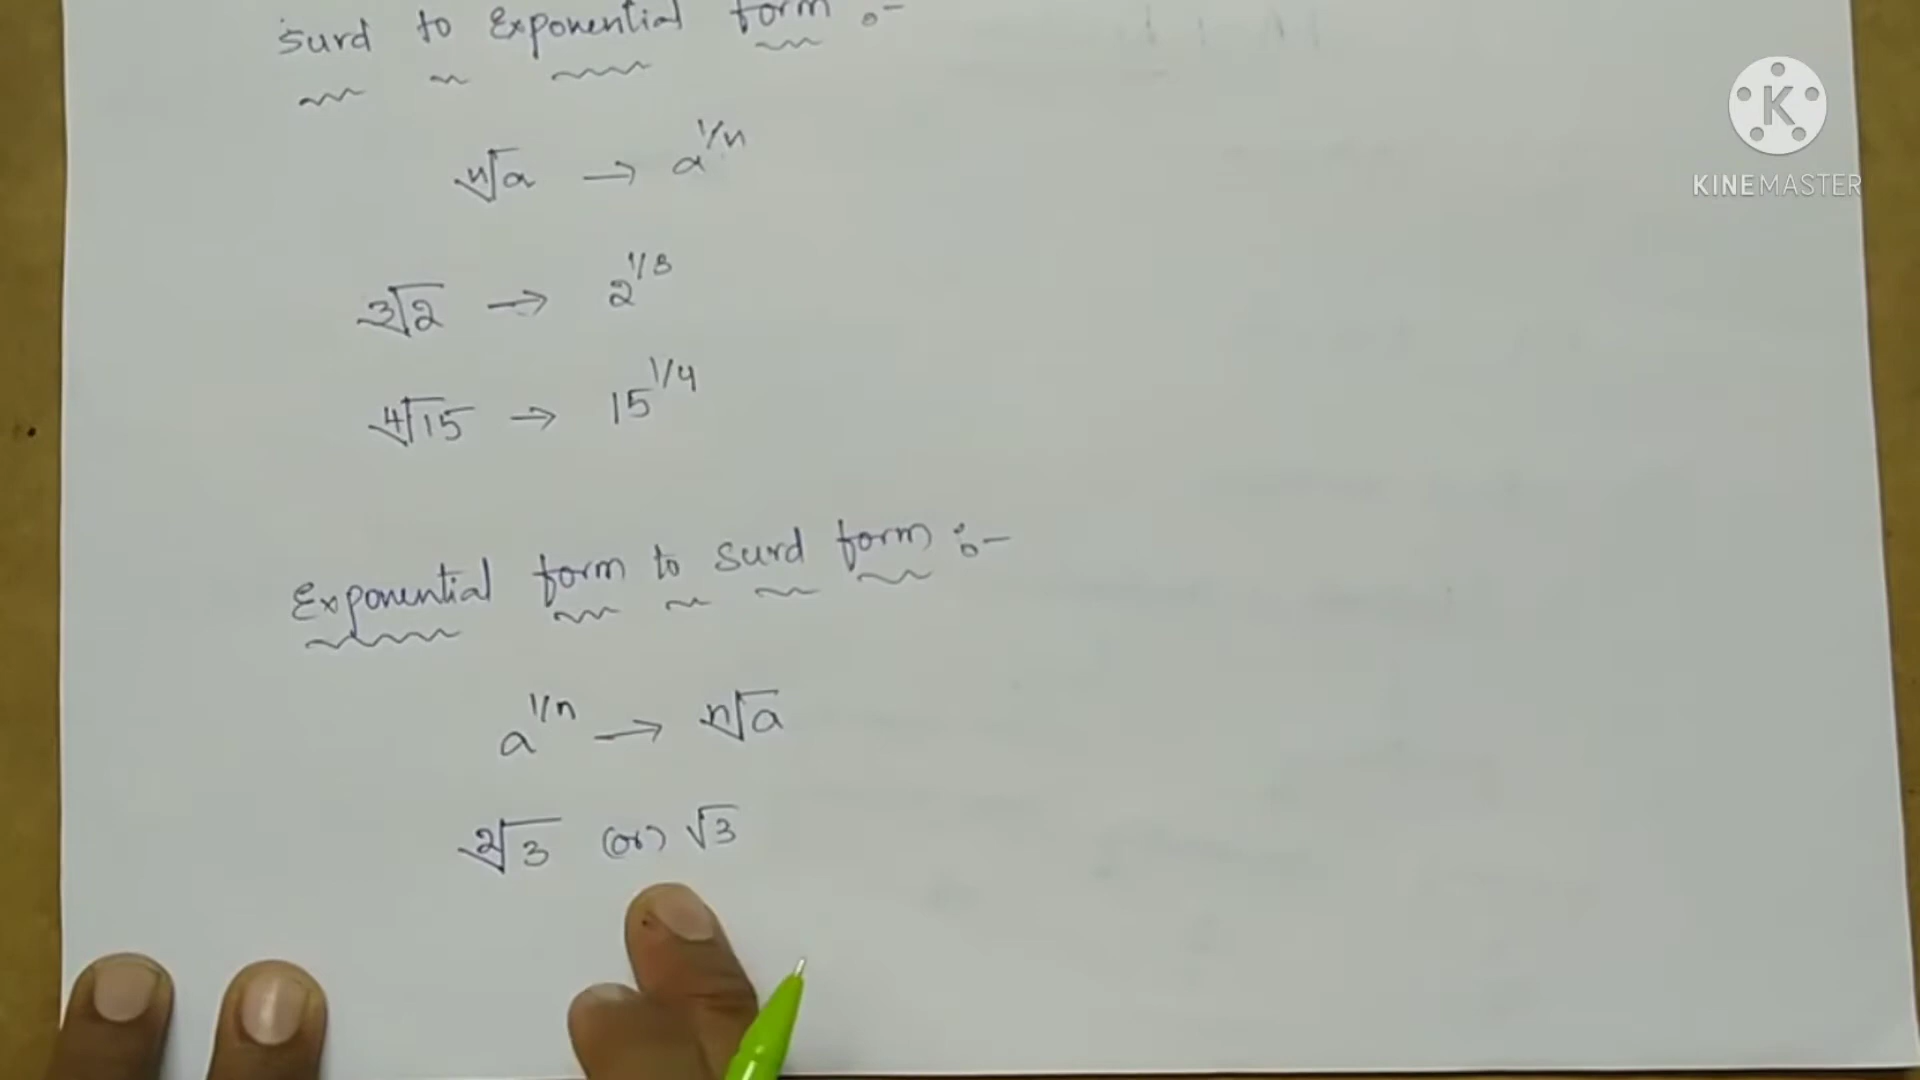 Surd to Exponential form :-
ⁿ√a → a^1/n
KINEMASTER
³√2 → 2^1/3
⁴√15 → 15^1/4
Exponential form to Surd form :-
a^1/n → ⁿ√a
²√3 (or) √3